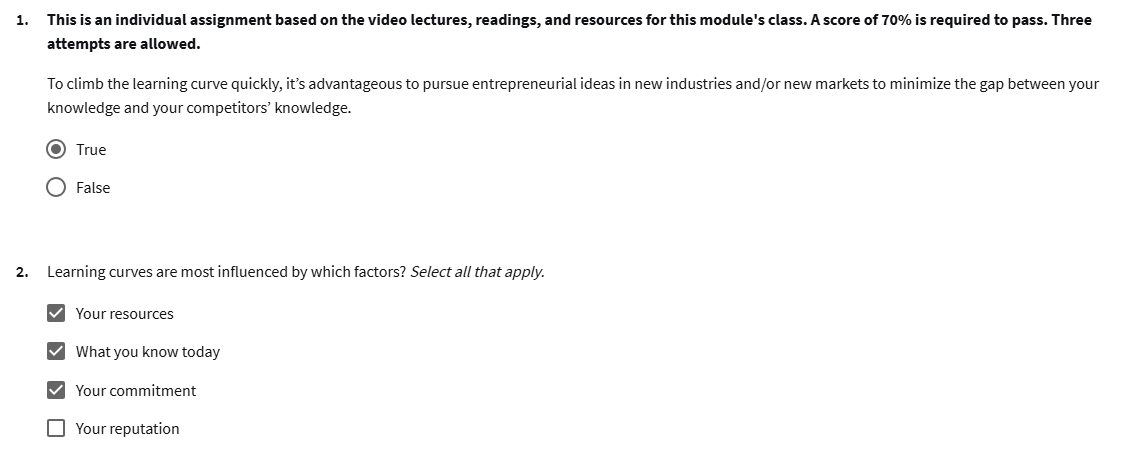 1. This is an individual assignment based on the video lectures, readings, and resources for this module's class. A score of 70% is required to pass. Three
attempts are allowed.
To climb the learning curve quickly, it’s advantageous to pursue entrepreneurial ideas in new industries and/or new markets to minimize the gap between your
knowledge and your competitors’ knowledge.
True
False
2. Learning curves are most influenced by which factors? Select all that apply.
Your resources
What you know today
Your commitment
Your reputation